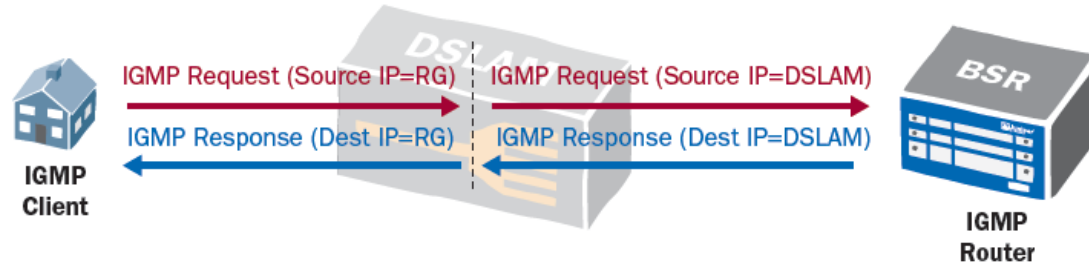 DSLAM
IGMP Request (Source IP=RG)
IGMP Request (Source IP=DSLAM)
BSR
IGMP Response (Dest IP=RG)
IGMP Response (Dest IP=DSLAM)
IGMP
Client
IGMP
Router